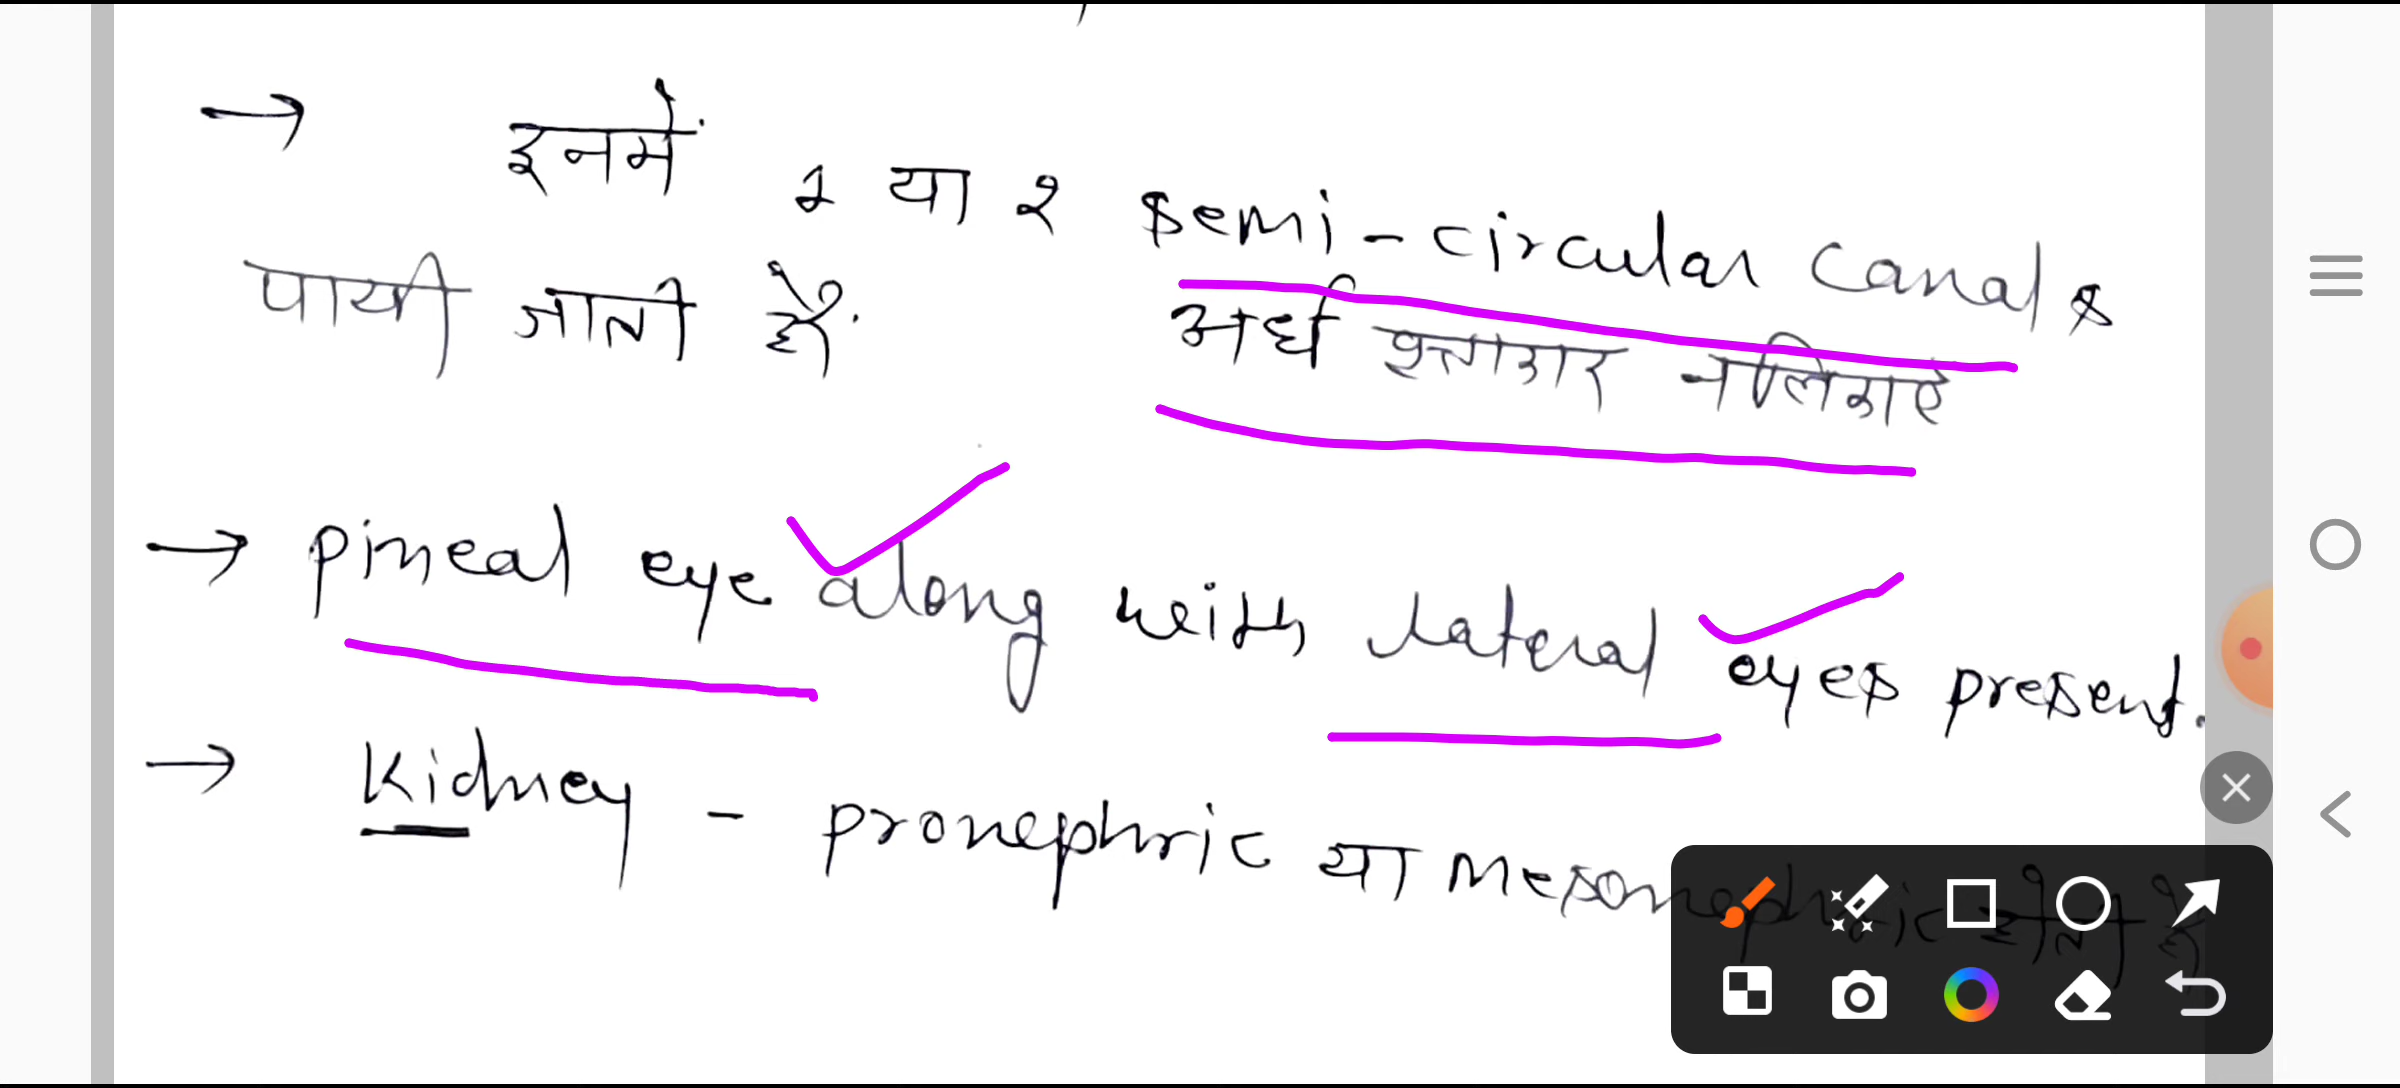 → इनमें 1 या 2 semi-circular canals
पायी जाती हैं. अर्ध वृत्ताकार नलिकाएं
→ pineal eye along with lateral eyes present.
→ Kidney - pronephric या mesonephric होता है